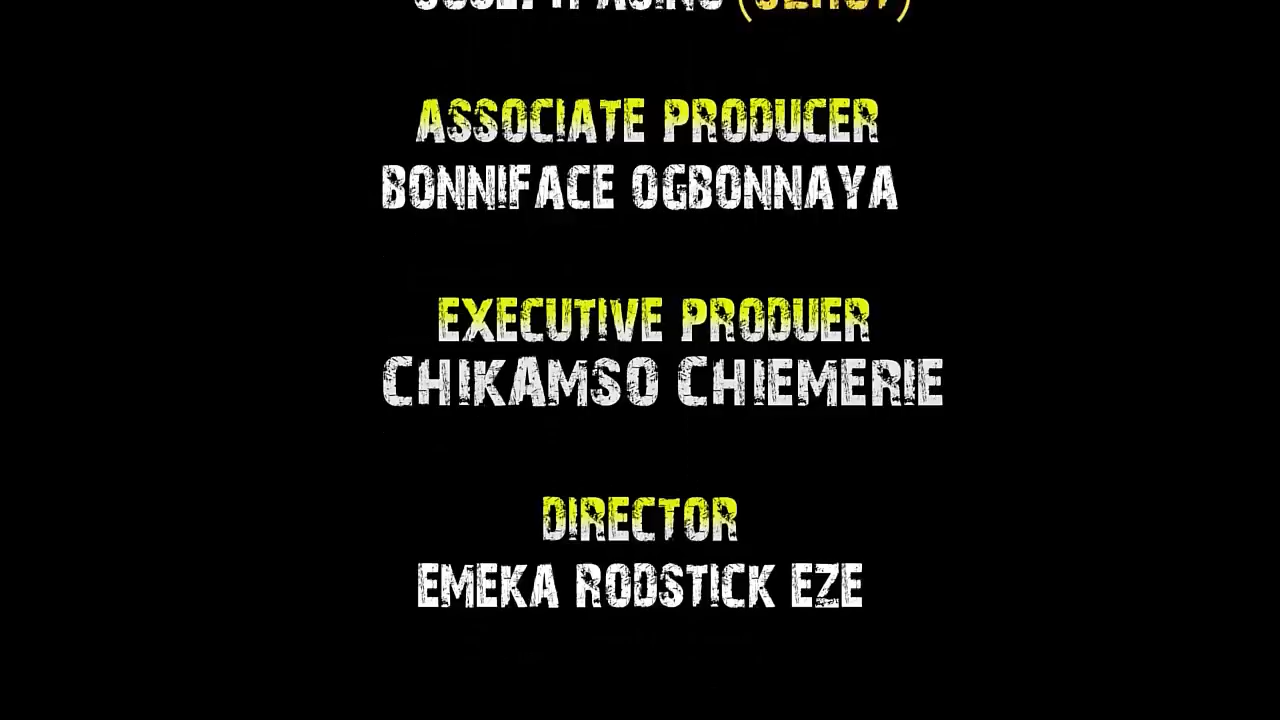 ASSOCIATE PRODUCER
BONNIFACE OGBONNAYA
EXECUTIVE PRODUER
CHIKAMSO CHIEMERIE
DIRECTOR
EMEKA RODSTICK EZE